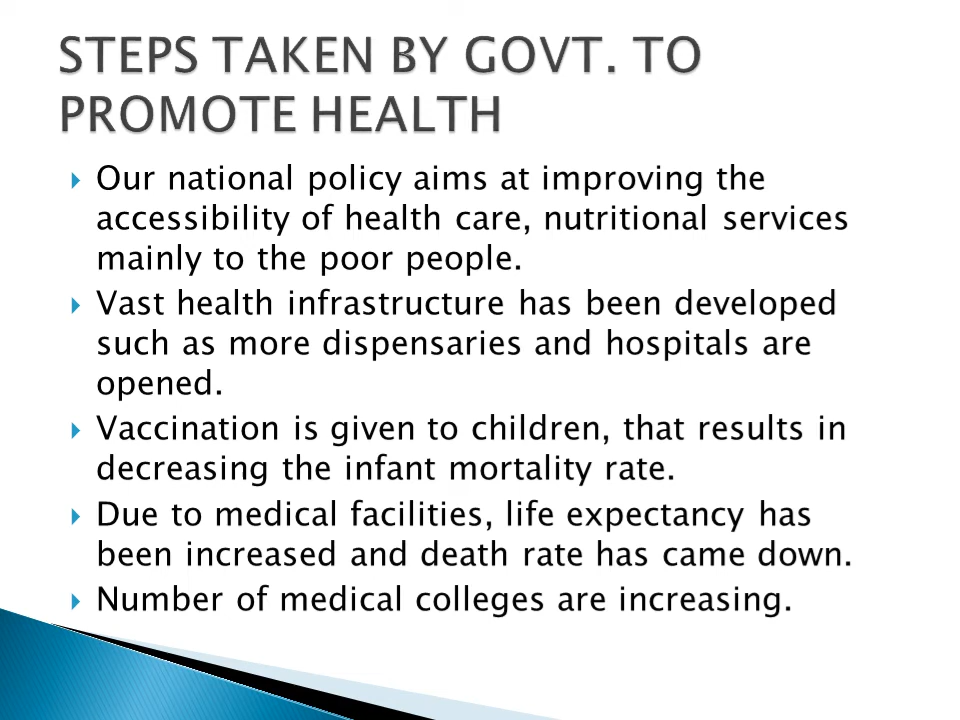 STEPS TAKEN BY GOVT. TO
PROMOTE HEALTH
Our national policy aims at improving the
accessibility of health care, nutritional services
mainly to the poor people.
Vast health infrastructure has been developed
such as more dispensaries and hospitals are
opened.
Vaccination is given to children, that results in
decreasing the infant mortality rate.
Due to medical facilities, life expectancy has
been increased and death rate has came down.
Number of medical colleges are increasing.